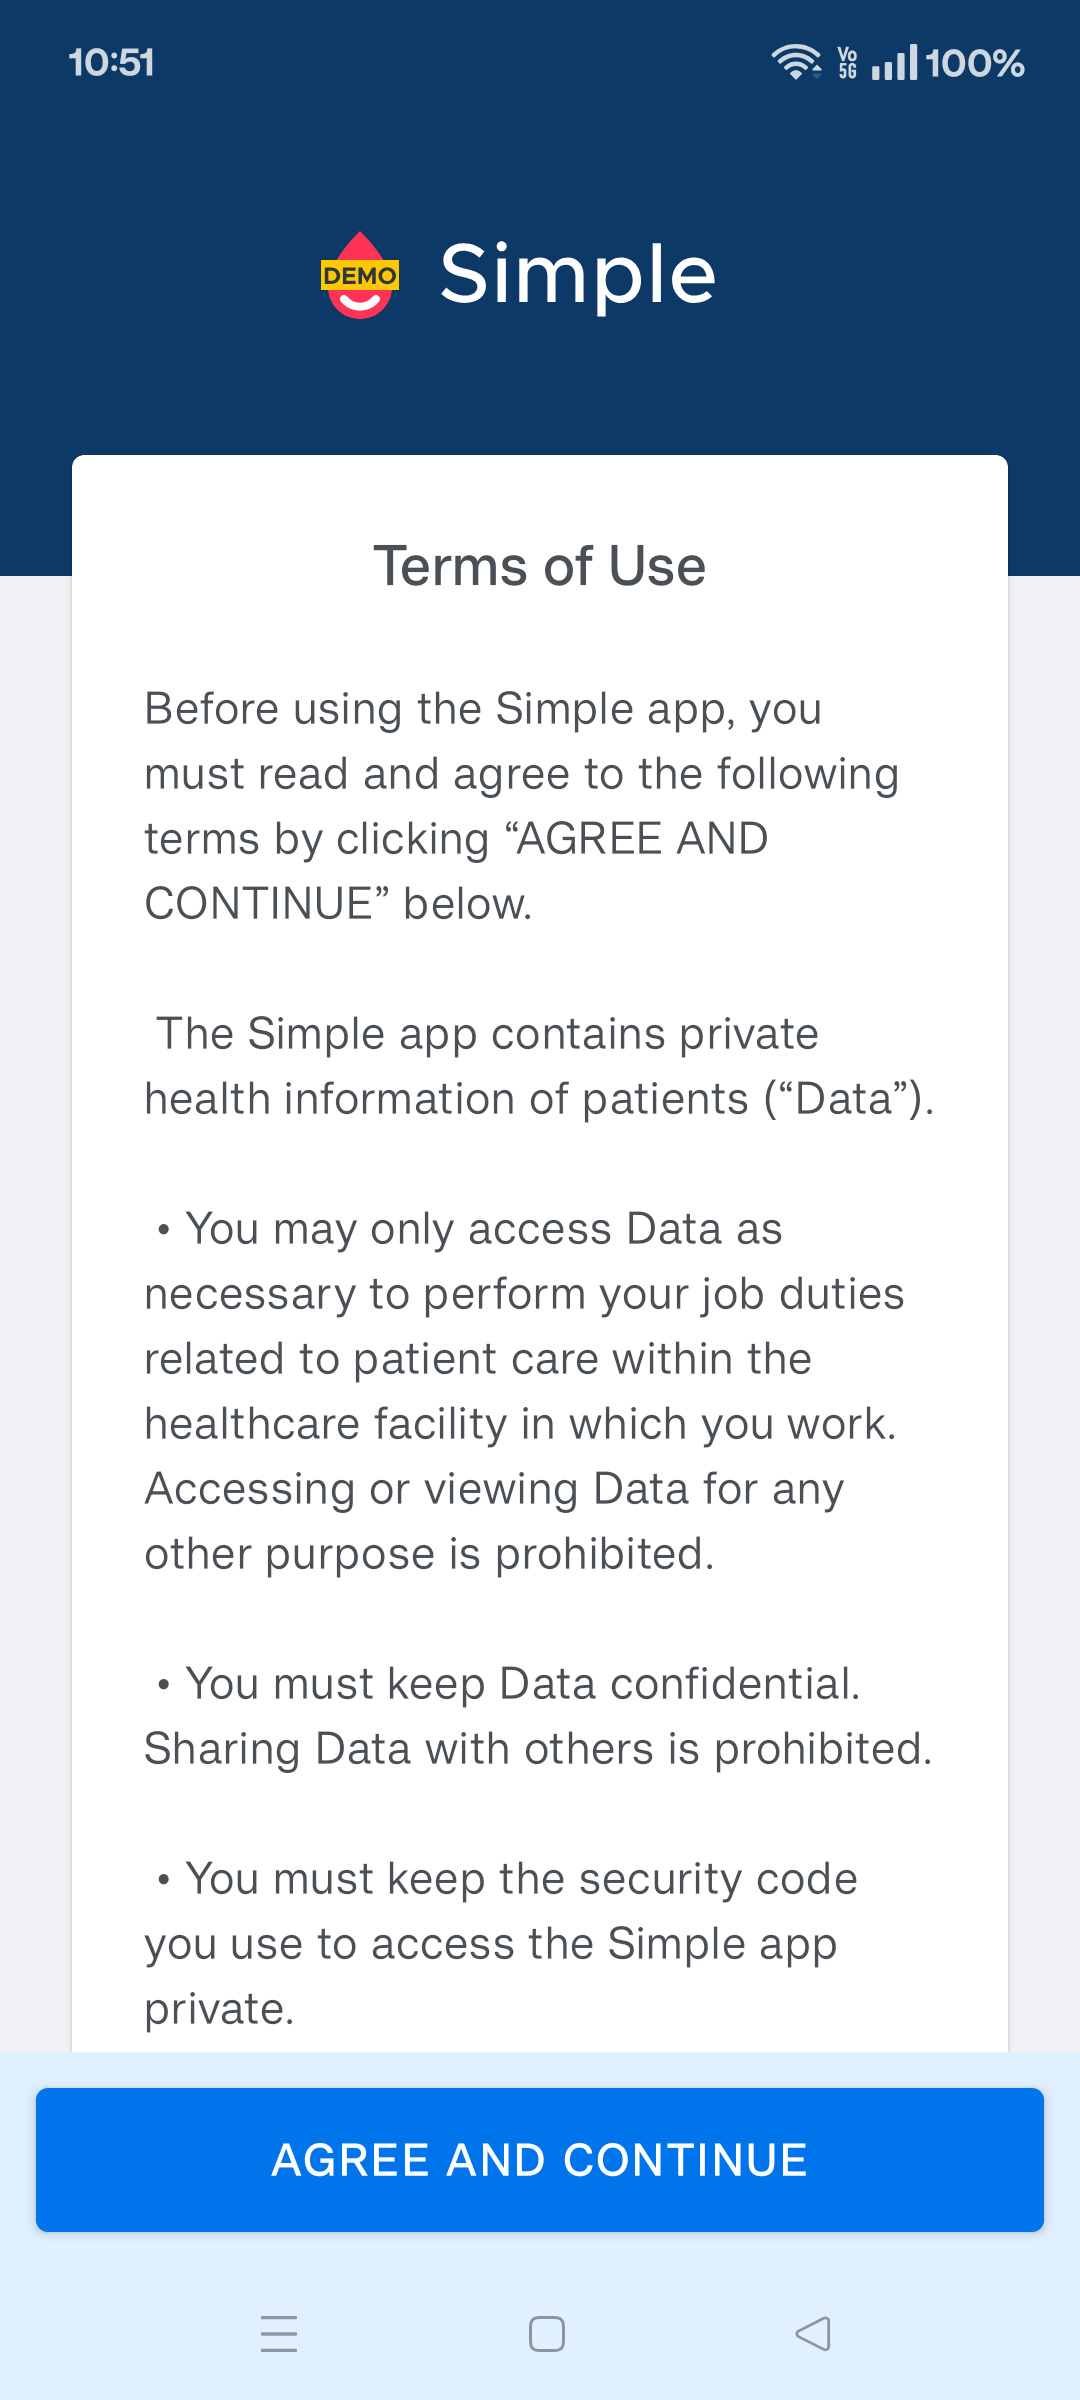 10:51
Vo 5G 100%
DEMO Simple
Terms of Use
Before using the Simple app, you
must read and agree to the following
terms by clicking “AGREE AND
CONTINUE” below.
The Simple app contains private
health information of patients (“Data”).
• You may only access Data as
necessary to perform your job duties
related to patient care within the
healthcare facility in which you work.
Accessing or viewing Data for any
other purpose is prohibited.
• You must keep Data confidential.
Sharing Data with others is prohibited.
• You must keep the security code
you use to access the Simple app
private.
AGREE AND CONTINUE